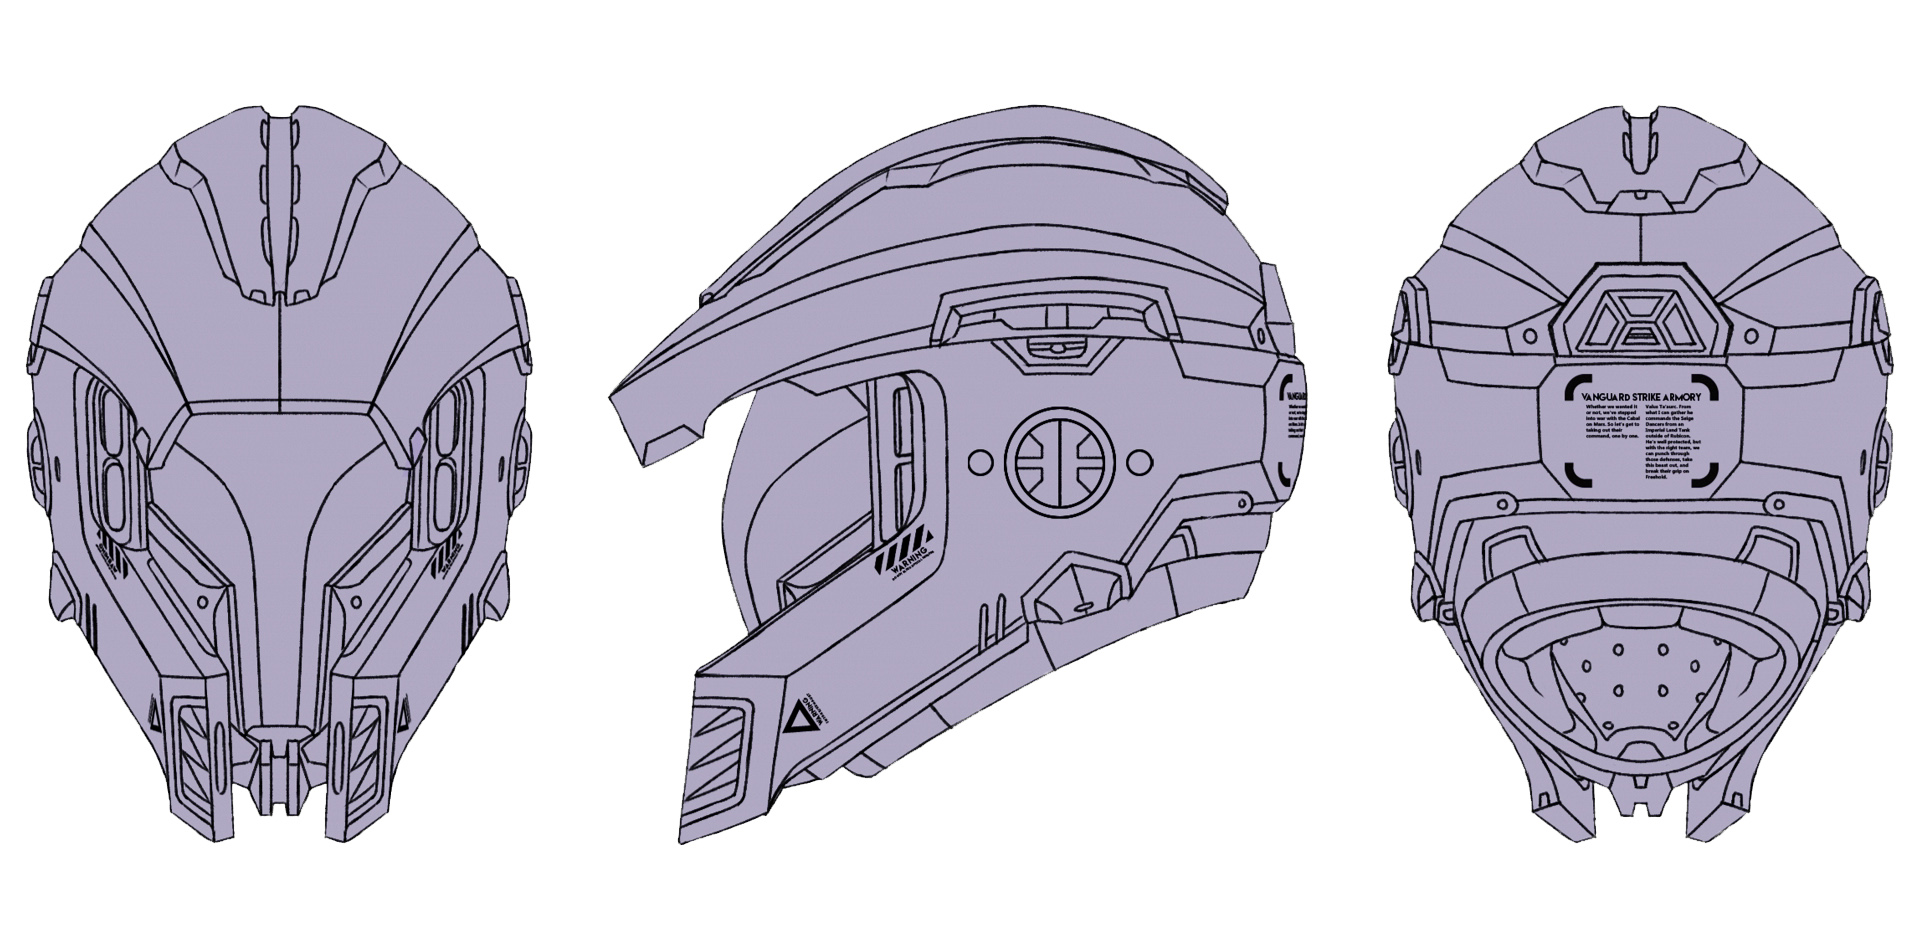 WARNING
WARNING
VANGUARD STRIKE ARMORY
Whether we wanted it
or not, we've stepped
into war with the Cabal
on Mars. So let's get to
taking out their
command, one by one.
Valus Ta'aurc. From
what I can gather he
commands the Seige
Dancers from an
Imperial Land Tank
outside of Rubicon.
He's well protected, but
with the right team, we
can punch through
those defenses, take
this beast out, and
break their grip on
Freehold.